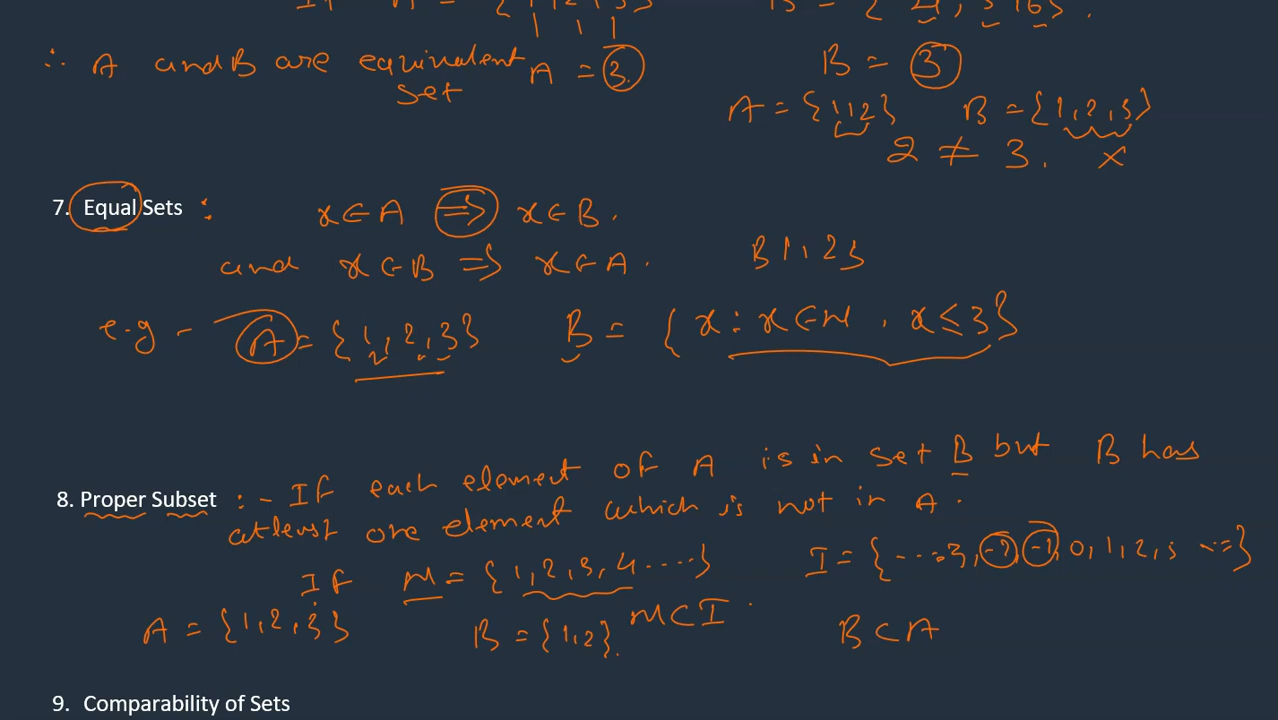 ∴ A and B are equivalent set A = 3. B = 3
A = {1,2} B = {1,2,3}
2 ≠ 3. ×
7. Equal Sets : x∈A ⇒ x∈B.
and x∈B ⇒ x∈A. B 1, 2 3
e.g - A = {1,2,3} B = {x : x∈N, x≤3}
8. Proper Subset :- If each element of A is in set B but B has
atleast one element which is not in A.
If N = {1,2,3,4.....} I = {---.-3,-2,-1,0,1,2,3 ---}
A = {1,2,3} B = {1,2}. N⊂I B⊂A
9. Comparability of Sets